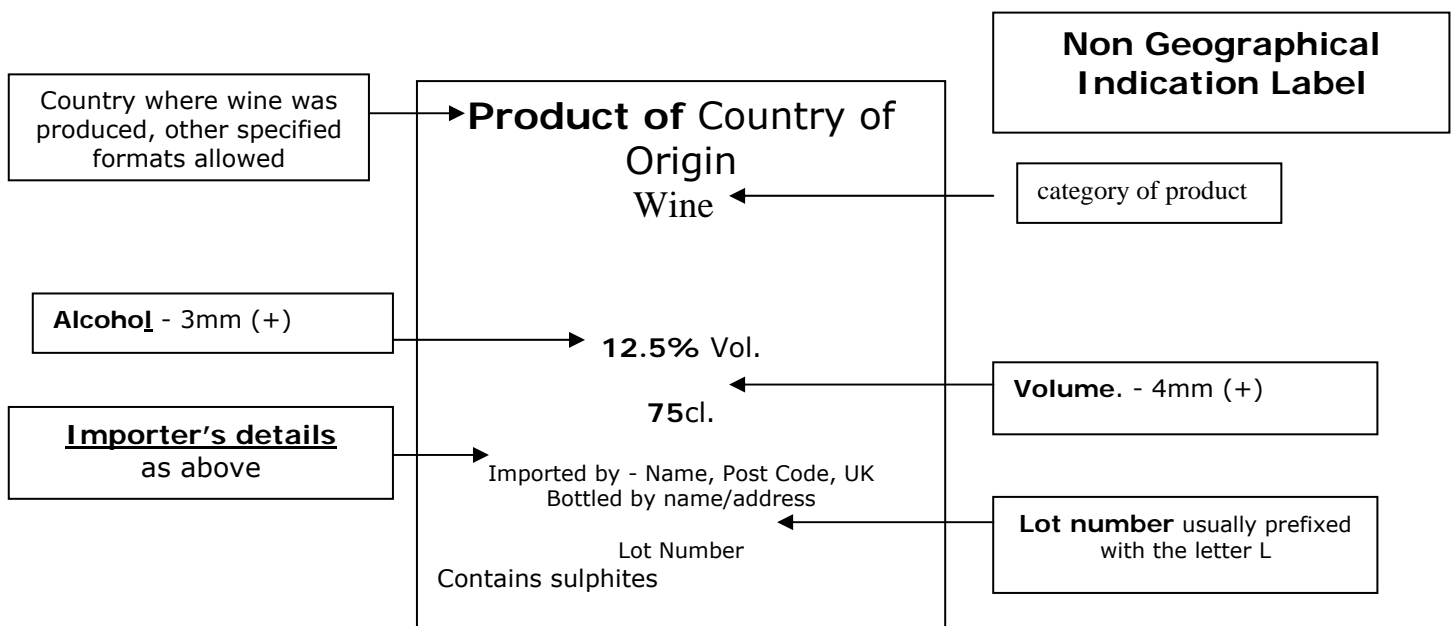 Non Geographical
Indication Label
Country where wine was
produced, other specified
formats allowed
Product of Country of
Origin
Wine
category of product
Alcohol - 3mm (+)
12.5% Vol.
Volume. - 4mm (+)
75cl.
Importer's details
as above
Imported by - Name, Post Code, UK
Bottled by name/address
Lot number usually prefixed
with the letter L
Lot Number
Contains sulphites